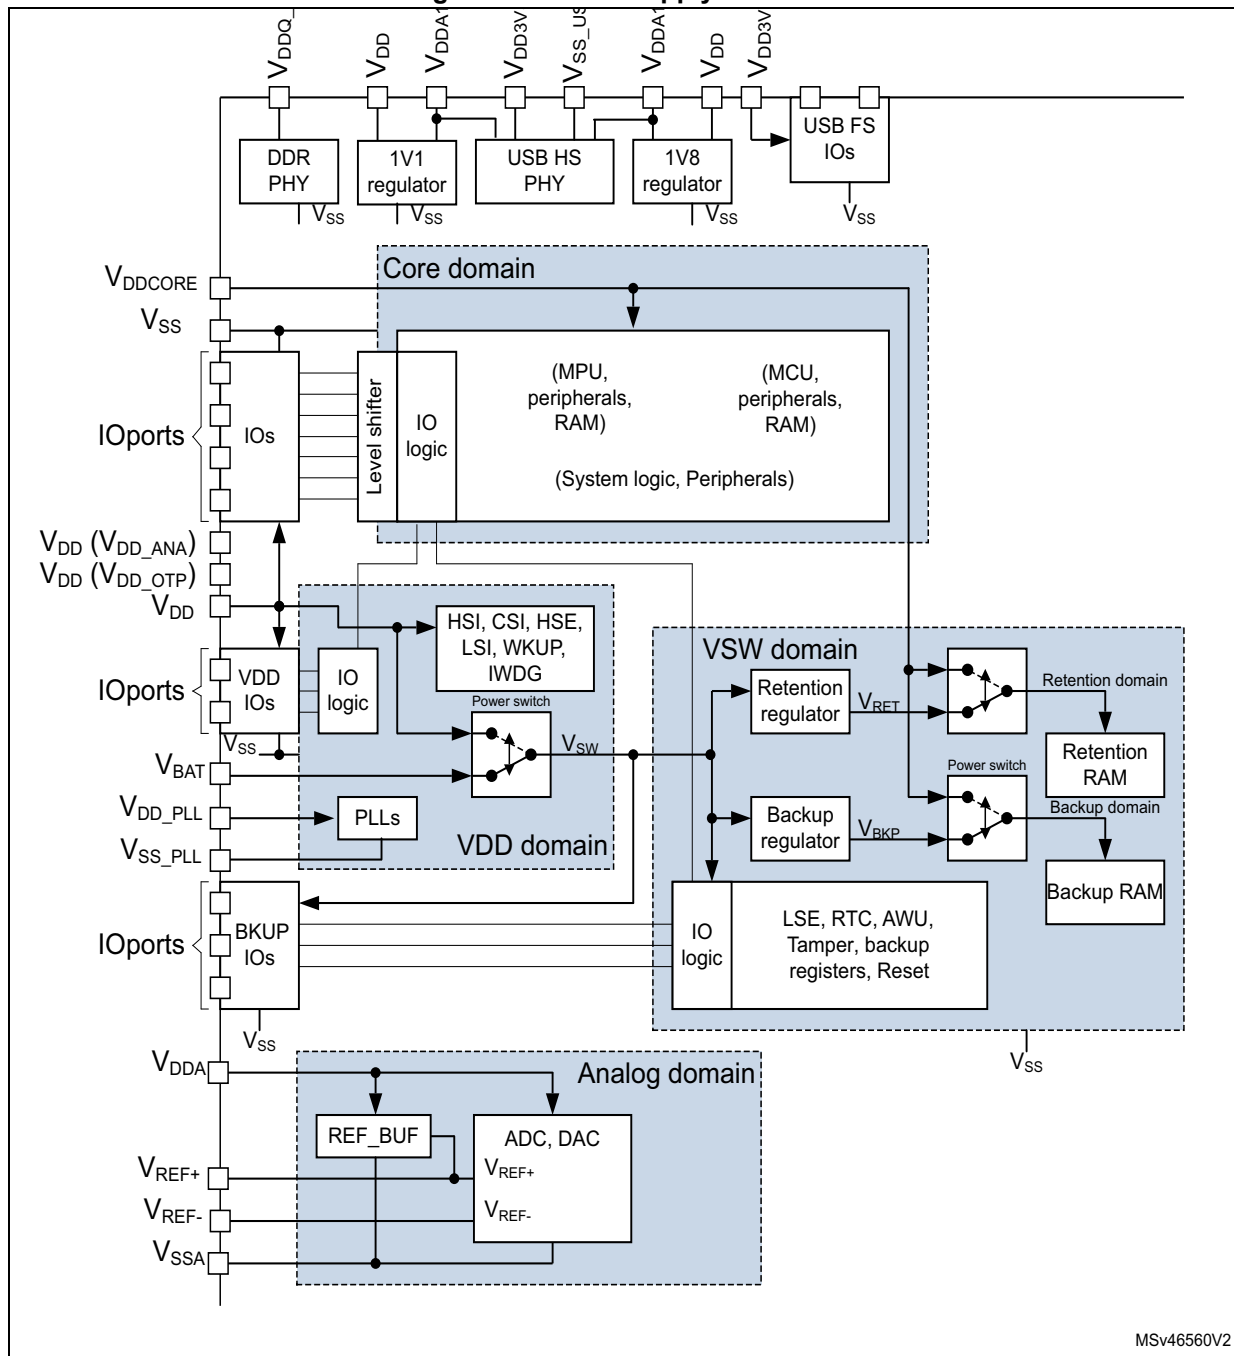 VDDQ_
VDD
VDDA1
VDD3V
VSS_US
VDDA1
VDD
VDD3V
DDR
PHY
1V1
regulator
USB HS
PHY
1V8
regulator
USB FS
IOs
VSS
VSS
VSS
VSS
VDDCORE
VSS
Core domain
IOports
IOs
Level shifter
IO
logic
(MPU,
peripherals,
RAM)
(MCU,
peripherals,
RAM)
(System logic, Peripherals)
VDD (VDD_ANA)
VDD (VDD_OTP)
VDD
IOports
VDD
IOs
IO
logic
HSI, CSI, HSE,
LSI, WKUP,
IWDG
Power switch
VSS
VSW
VBAT
VDD_PLL
PLLs
VSS_PLL
VDD domain
VSW domain
Retention
regulator
VRET
Retention domain
Retention
RAM
Power switch
Backup
regulator
VBKP
Backup domain
Backup RAM
IOports
BKUP
IOs
IO
logic
LSE, RTC, AWU,
Tamper, backup
registers, Reset
VSS
VSS
VDDA
Analog domain
REF_BUF
ADC, DAC
VREF+
VREF+
VREF-
VREF-
VSSA
MSv46560V2